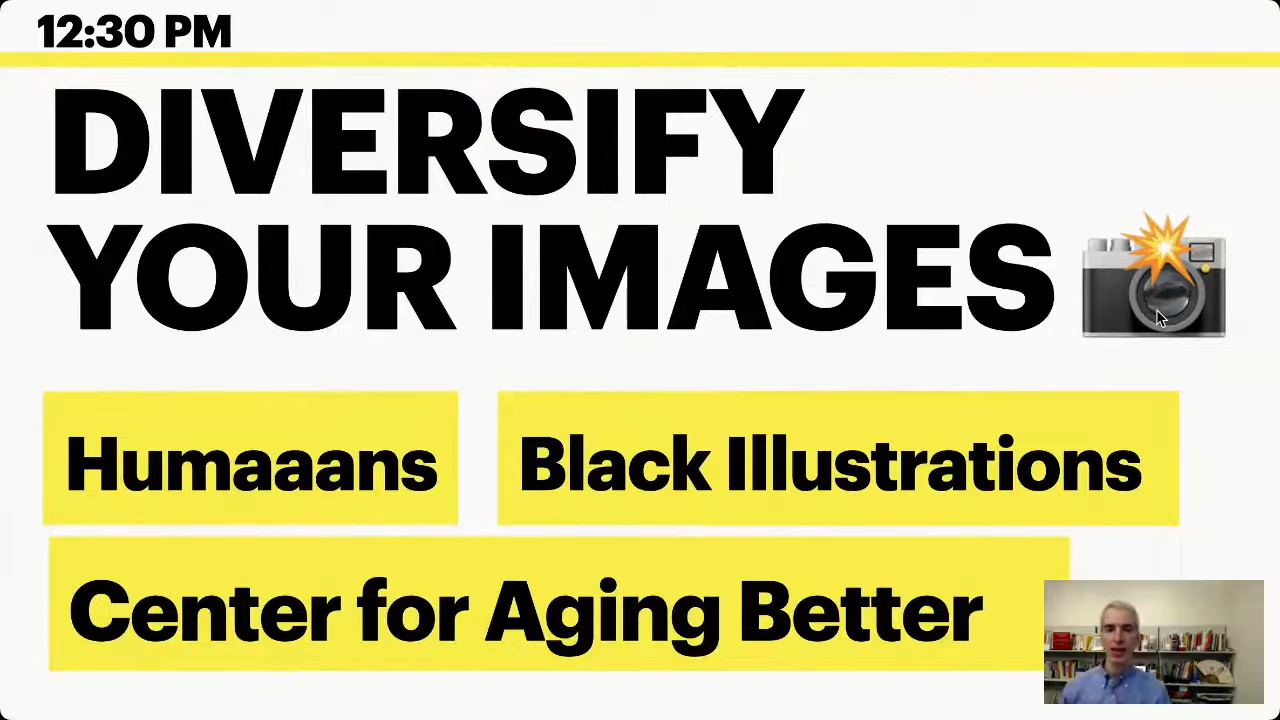 12:30 PM
DIVERSIFY
YOUR IMAGES
Humaaans
Black Illustrations
Center for Aging Better